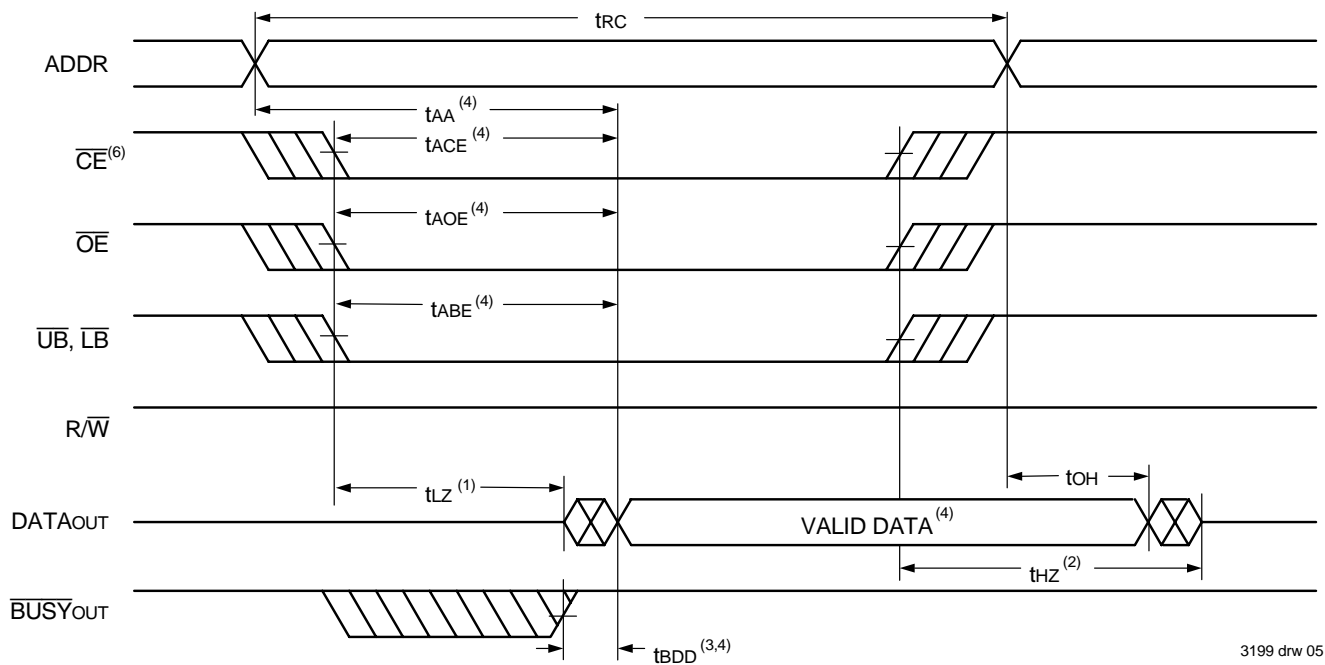 tRC
ADDR
tAA (4)
CE(6)
tACE (4)
OE
tAOE (4)
UB, LB
tABE (4)
R/W
tLZ (1)
tOH
DATAOUT
VALID DATA(4)
tHZ (2)
BUSYOUT
tBDD (3,4)
3199 drw 05